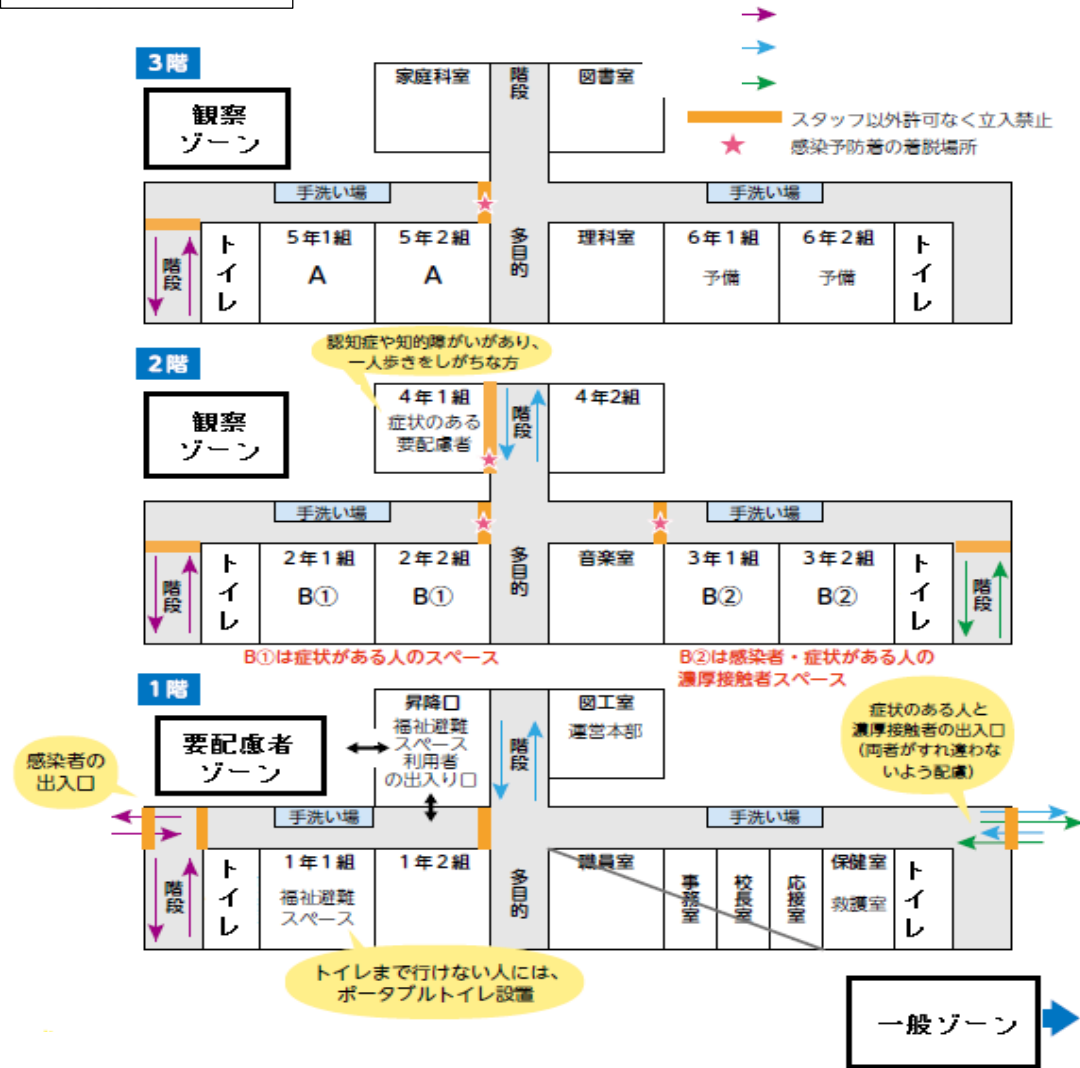 3階
観察
ゾーン
家庭科室
階段
図書室
スタッフ以外許可なく立入禁止
感染予防着の着脱場所
手洗い場
手洗い場
階段
トイレ
5年1組
A
5年2組
A
多目的
理科室
6年1組
予備
6年2組
予備
トイレ
認知症や知的障がいがあり、
一人歩きをしがちな方
2階
観察
ゾーン
4年1組
症状のある
要配慮者
階段
4年2組
手洗い場
手洗い場
階段
トイレ
2年1組
B①
2年2組
B①
多目的
音楽室
3年1組
B②
3年2組
B②
トイレ
階段
B①は症状がある人のスペース
B②は感染者・症状がある人の
濃厚接触者スペース
1階
要配慮者
ゾーン
感染者の
出入口
昇降口
福祉避難
スペース
利用者
の出入り口
階段
図工室
運営本部
症状のある人と
濃厚接触者の出入口
(両者がすれ違わな
いよう配慮)
手洗い場
手洗い場
階段
トイレ
1年1組
福祉避難
スペース
1年2組
多目的
職員室
事務室
校長室
応接室
保健室
救護室
トイレ
トイレまで行けない人には、
ポータブルトイレ設置
一般ゾーン